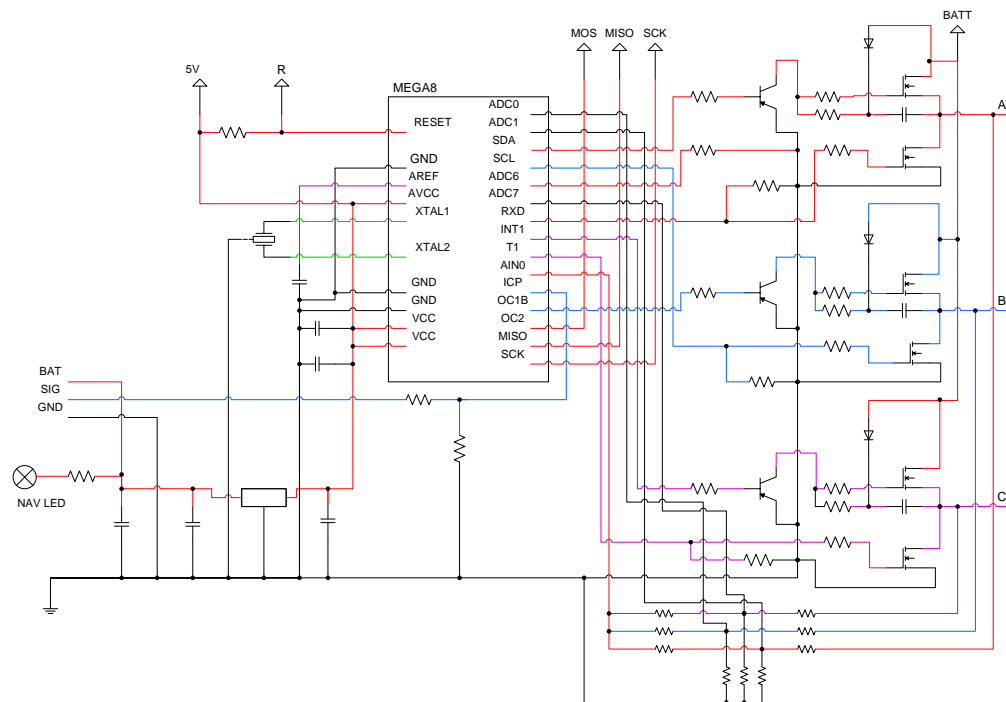 MOS MISO SCK BATT
5V R
MEGA8
RESET
GND
AREF
AVCC
XTAL1
XTAL2
GND
GND
VCC
VCC
ADC0
ADC1
SDA
SCL
ADC6
ADC7
RXD
INT1
T1
AIN0
ICP
OC1B
OC2
MISO
SCK
A
B
C
BAT
SIG
GND
NAV LED